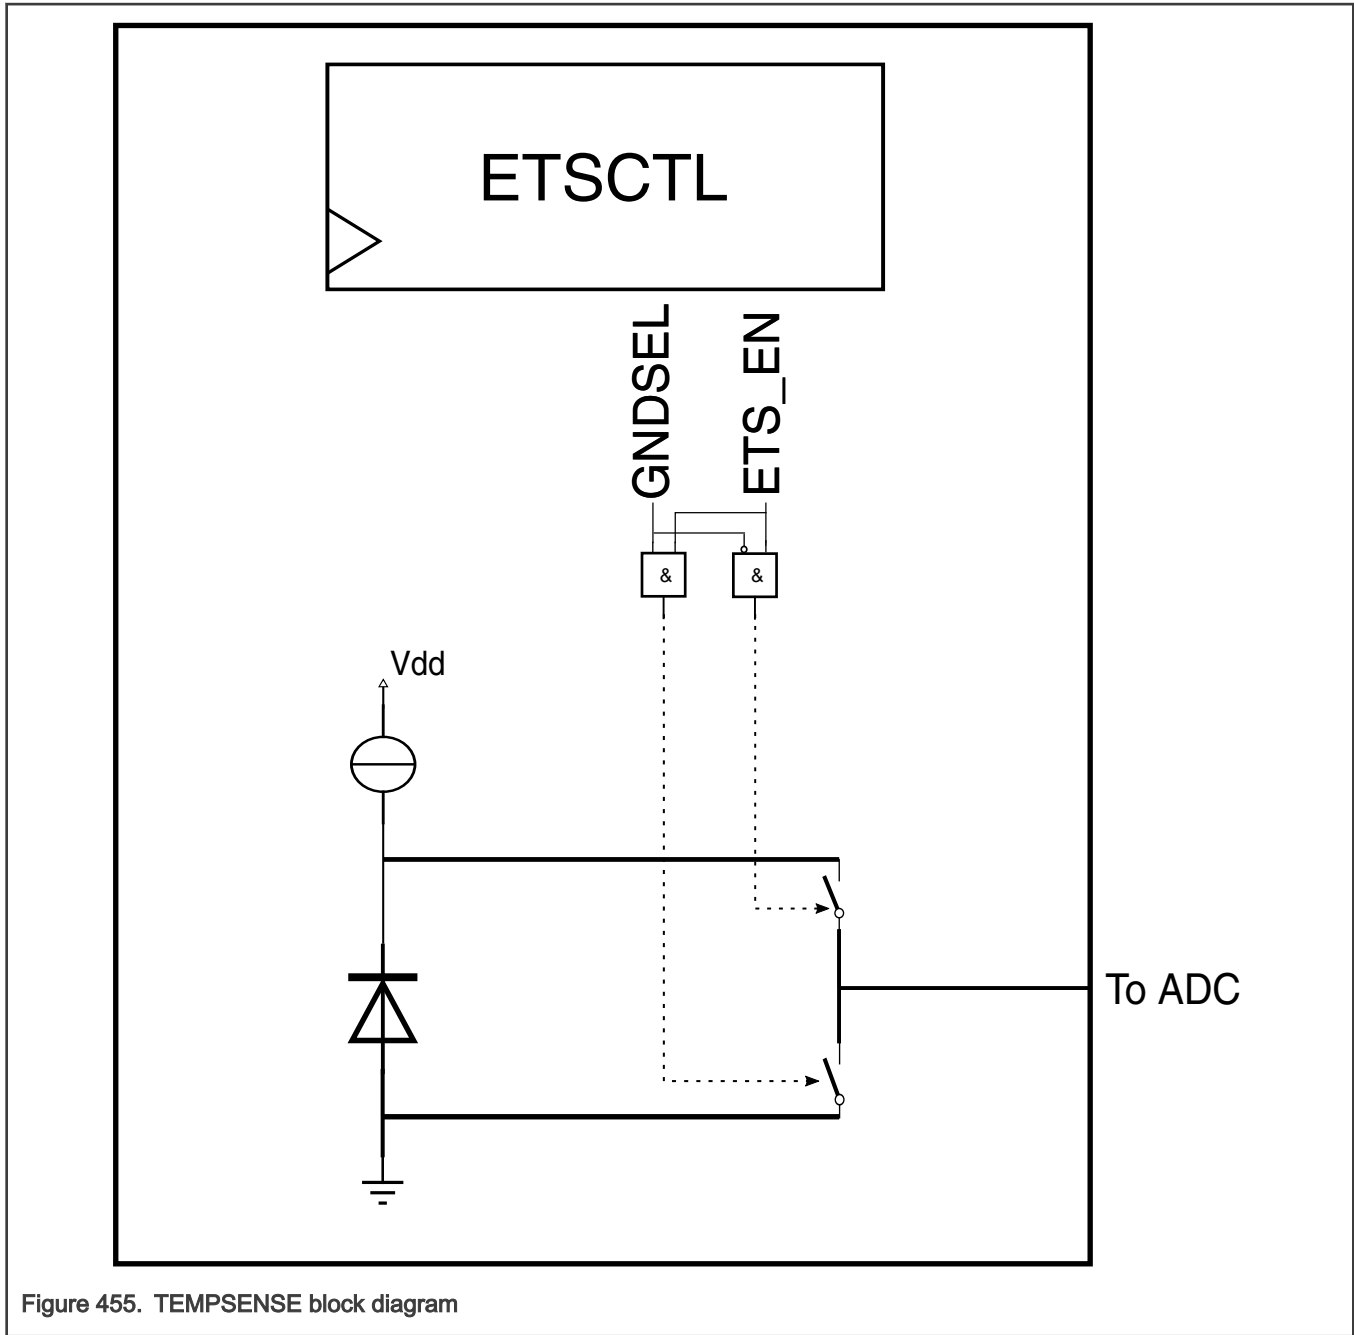 ETSCTL
GNDSEL
ETS_EN
&
&
Vdd
To ADC
Figure 455. TEMPSENSE block diagram